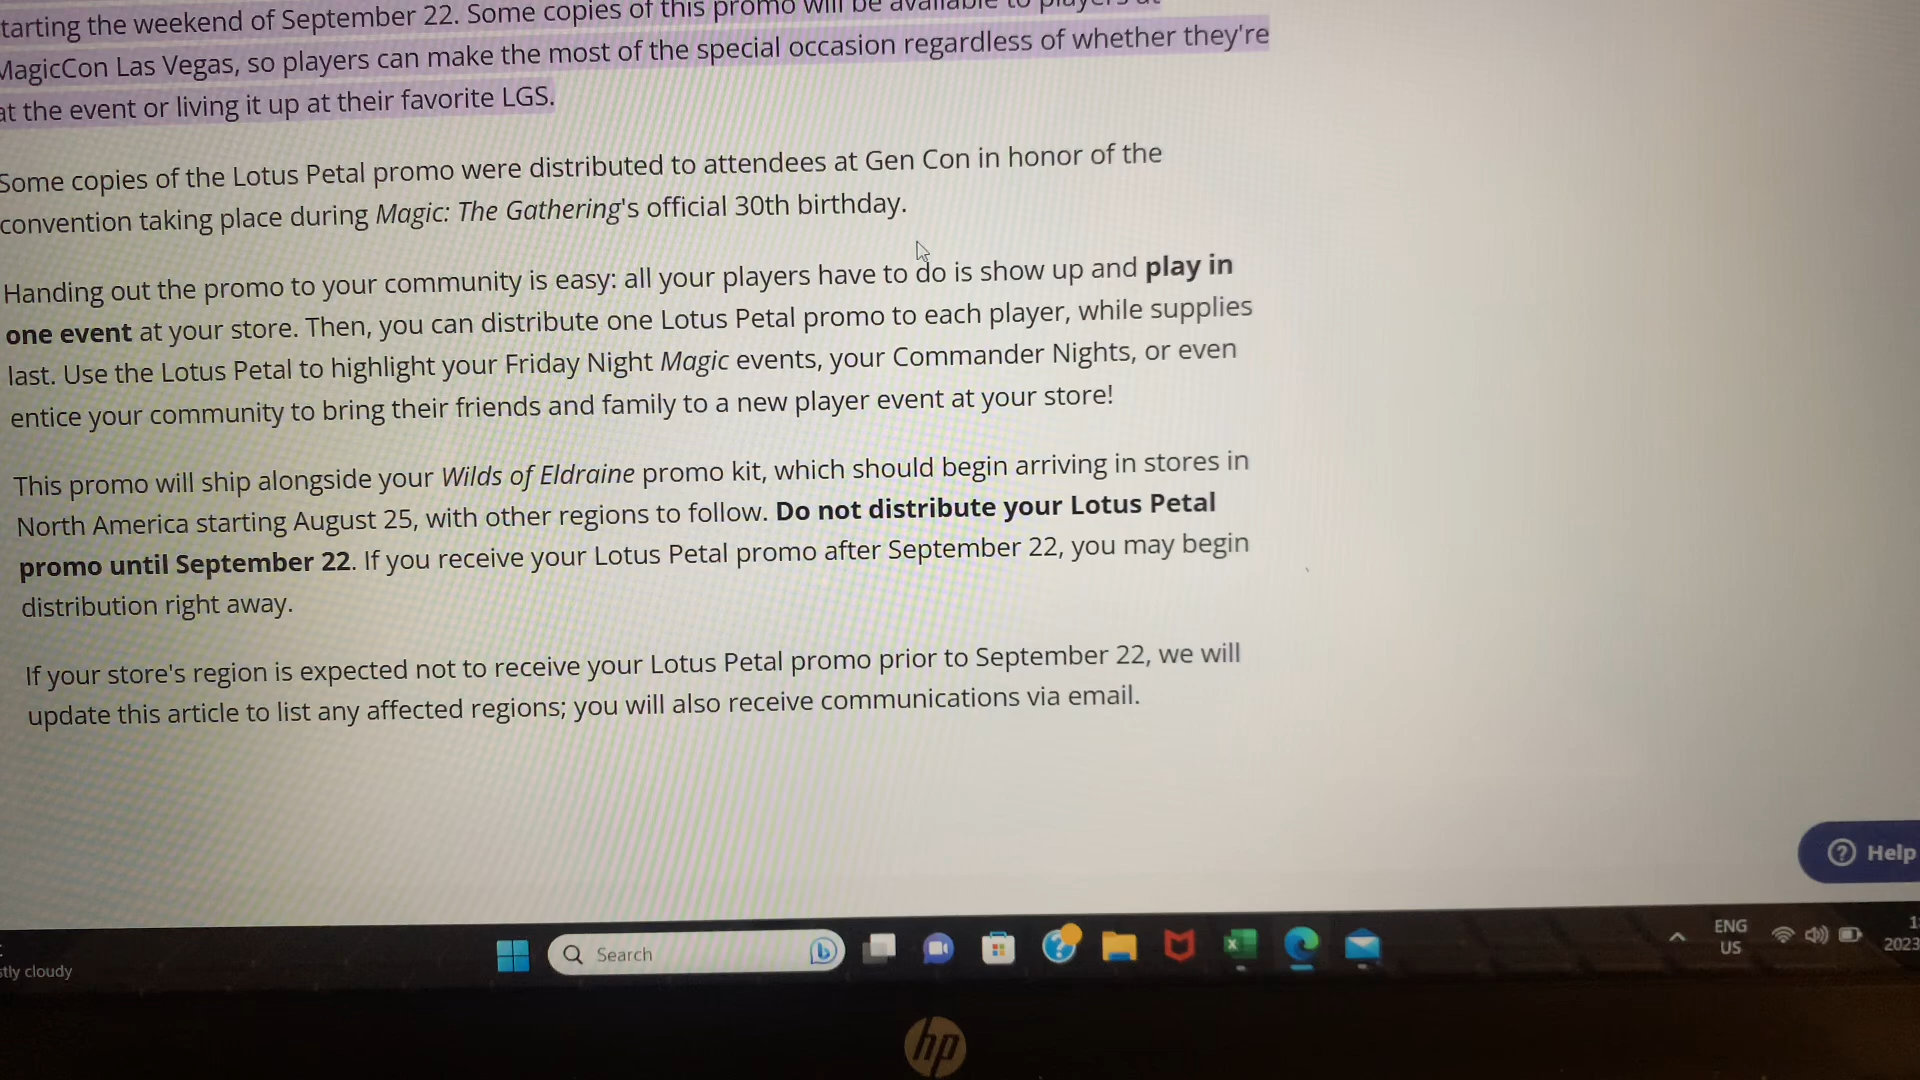 tarting the weekend of September 22. Some copies of this promo will be available to players at
MagicCon Las Vegas, so players can make the most of the special occasion regardless of whether they're
at the event or living it up at their favorite LGS.
Some copies of the Lotus Petal promo were distributed to attendees at Gen Con in honor of the
convention taking place during Magic: The Gathering's official 30th birthday.
Handing out the promo to your community is easy: all your players have to do is show up and play in
one event at your store. Then, you can distribute one Lotus Petal promo to each player, while supplies
last. Use the Lotus Petal to highlight your Friday Night Magic events, your Commander Nights, or even
entice your community to bring their friends and family to a new player event at your store!
This promo will ship alongside your Wilds of Eldraine promo kit, which should begin arriving in stores in
North America starting August 25, with other regions to follow. Do not distribute your Lotus Petal
promo until September 22. If you receive your Lotus Petal promo after September 22, you may begin
distribution right away.
If your store's region is expected not to receive your Lotus Petal promo prior to September 22, we will
update this article to list any affected regions; you will also receive communications via email.
? Help
stly cloudy
Search
b
ENG
US
2023
hp